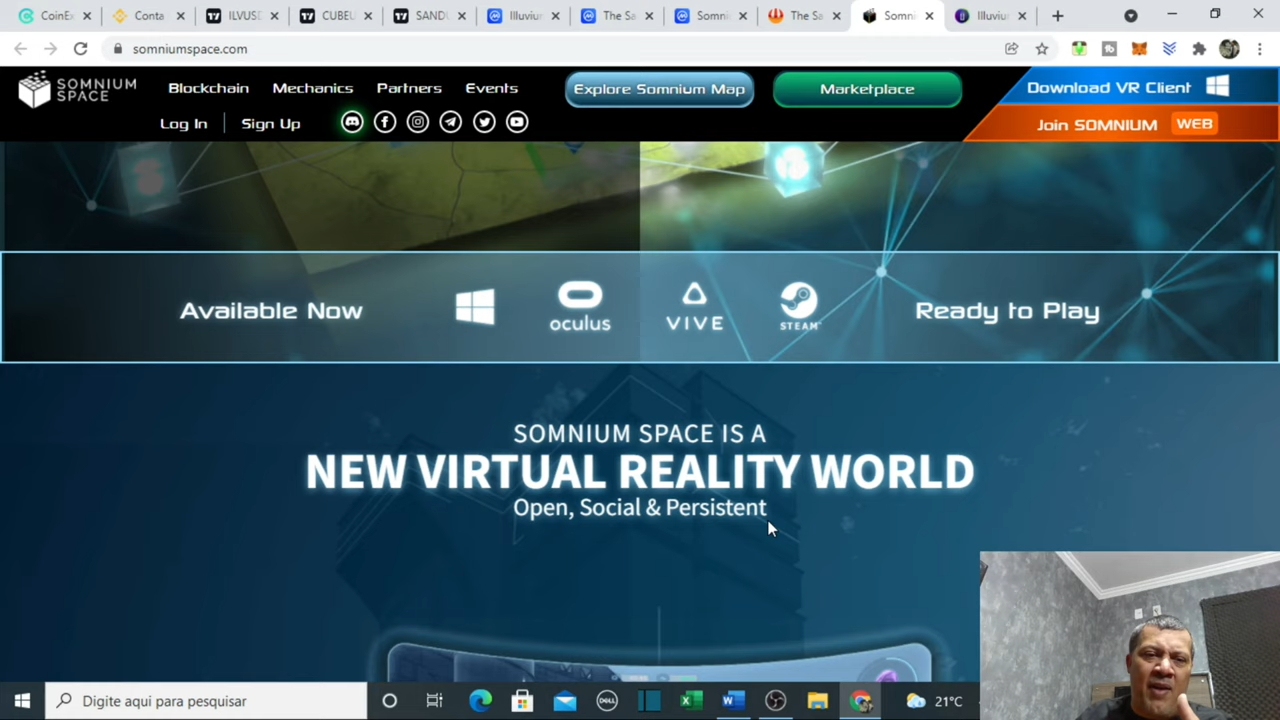 CoinEx
Conta
ILVUSD
CUBEU
SANDU
Illuvium
The Sa
Somni
The Sa
Somni
Illuviu
somniumspace.com
SOMNIUM
SPACE
Blockchain
Mechanics
Partners
Events
Explore Somnium Map
Marketplace
Download VR Client
Log In
Sign Up
Join SOMNIUM WEB
Available Now
oculus
VIVE
STEAM
Ready to Play
SOMNIUM SPACE IS A
NEW VIRTUAL REALITY WORLD
Open, Social & Persistent
Digite aqui para pesquisar
DELL
21°C